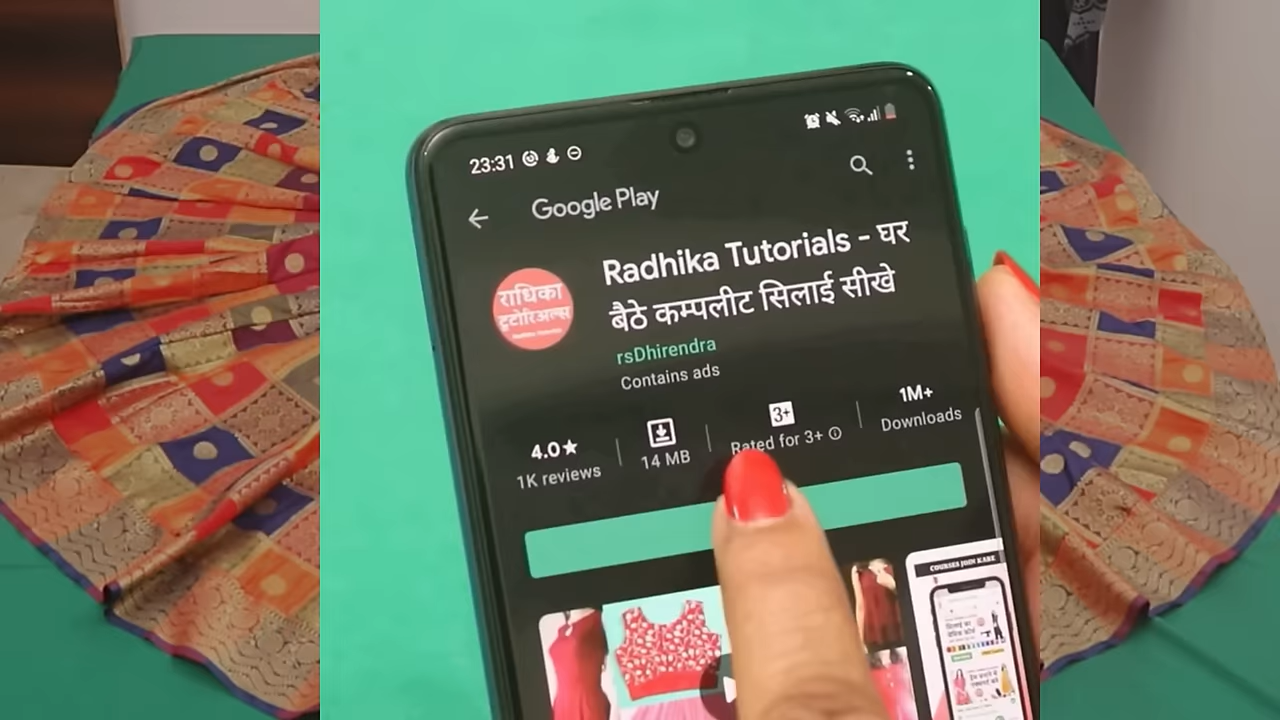 23:31
Google Play
राधिका
टूटोरिअल्स
Radhika Tutorials - घर
बैठे कम्पलीट सिलाई सीखे
rsDhirendra
Contains ads
4.0★
1K reviews
14 MB
3+
Rated for 3+
1M+
Downloads
COURSES JOIN KARE